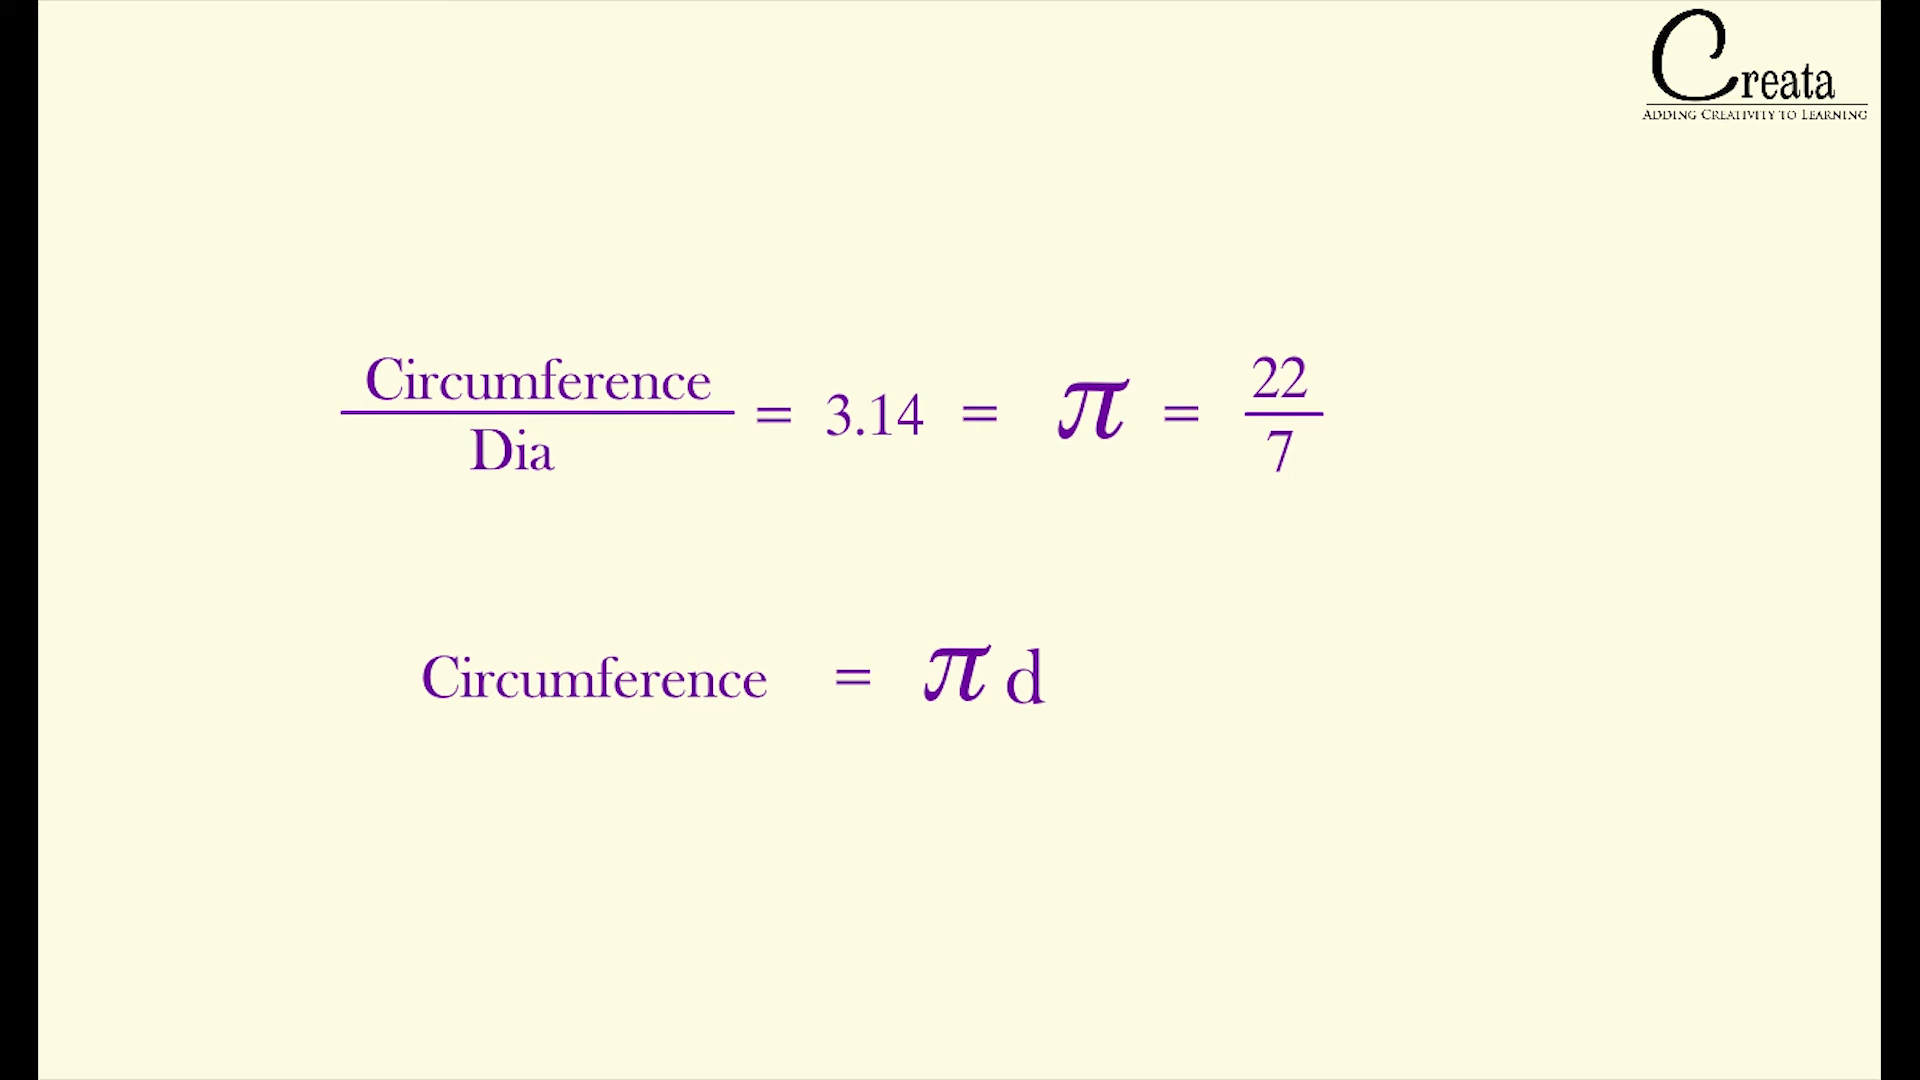 Creata
Adding Creativity to Learning
Circumference
Dia
= 3.14 = π = 22
7
Circumference = π d